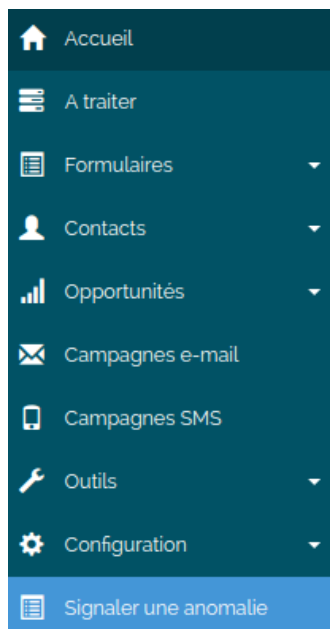 Accueil
A traiter
Formulaires
Contacts
Opportunités
Campagnes e-mail
Campagnes SMS
Outils
Configuration
Signaler une anomalie